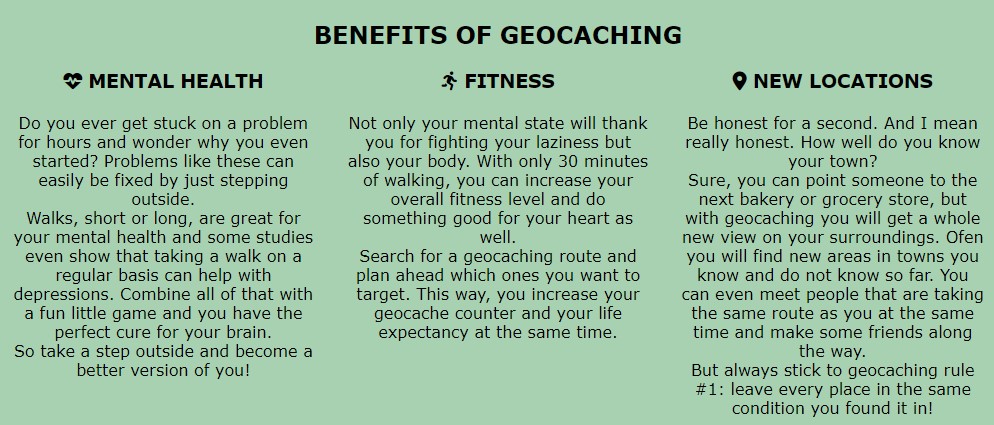 BENEFITS OF GEOCACHING
MENTAL HEALTH
Do you ever get stuck on a problem
for hours and wonder why you even
started? Problems like these can
easily be fixed by just stepping
outside.
Walks, short or long, are great for
your mental health and some studies
even show that taking a walk on a
regular basis can help with
depressions. Combine all of that with
a fun little game and you have the
perfect cure for your brain.
So take a step outside and become a
better version of you!
FITNESS
Not only your mental state will thank
you for fighting your laziness but
also your body. With only 30 minutes
of walking, you can increase your
overall fitness level and do
something good for your heart as
well.
Search for a geocaching route and
plan ahead which ones you want to
target. This way, you increase your
geocache counter and your life
expectancy at the same time.
NEW LOCATIONS
Be honest for a second. And I mean
really honest. How well do you know
your town?
Sure, you can point someone to the
next bakery or grocery store, but
with geocaching you will get a whole
new view on your surroundings. Ofen
you will find new areas in towns you
know and do not know so far. You
can even meet people that are taking
the same route as you at the same
time and make some friends along
the way.
But always stick to geocaching rule
#1: leave every place in the same
condition you found it in!